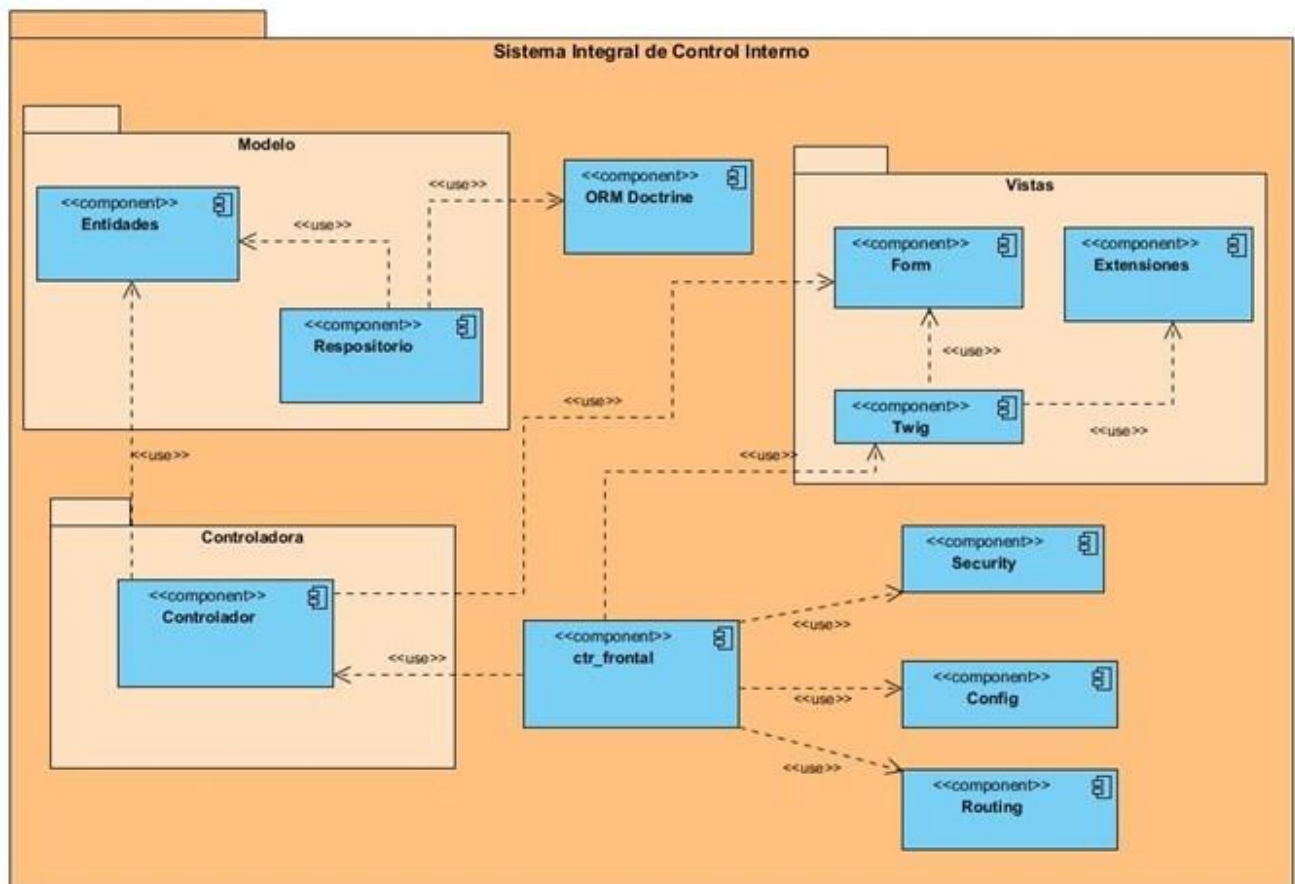 Sistema Integral de Control Interno
Modelo
<<component>>
Entidades
<<use>>
<<use>>
<<component>>
Respositorio
<<component>>
ORM Doctrine
Vistas
<<component>>
Form
<<component>>
Extensiones
<<use>>
<<component>>
Twig
<<use>>
<<use>>
<<use>>
<<use>>
Controladora
<<component>>
Controlador
<<use>>
<<component>>
ctr_frontal
<<component>>
Security
<<use>>
<<component>>
Config
<<use>>
<<component>>
Routing
<<use>>